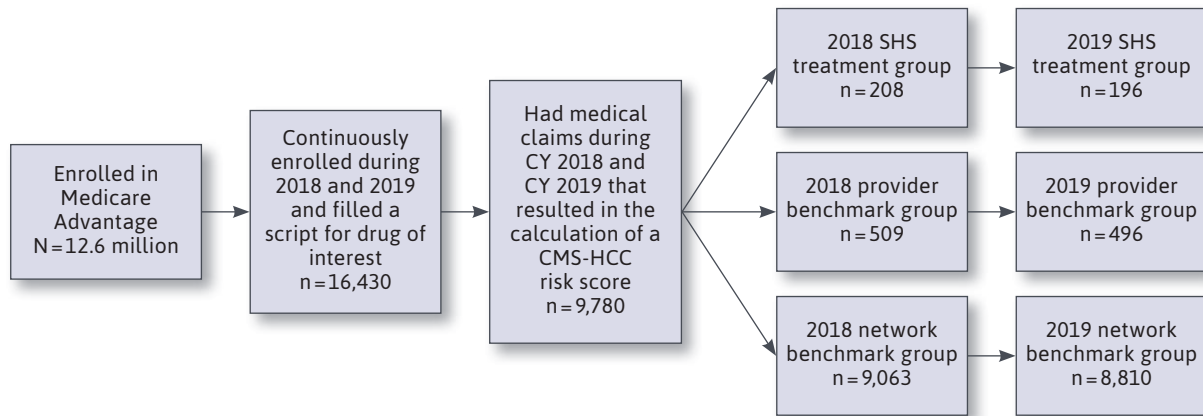 Enrolled in
Medicare
Advantage
N=12.6 million
Continuously
enrolled during
2018 and 2019
and filled a
script for drug of
interest
n=16,430
Had medical
claims during
CY 2018 and
CY 2019 that
resulted in the
calculation of a
CMS-HCC
risk score
n=9,780
2018 SHS
treatment group
n=208
2019 SHS
treatment group
n=196
2018 provider
benchmark group
n=509
2019 provider
benchmark group
n=496
2018 network
benchmark group
n=9,063
2019 network
benchmark group
n=8,810